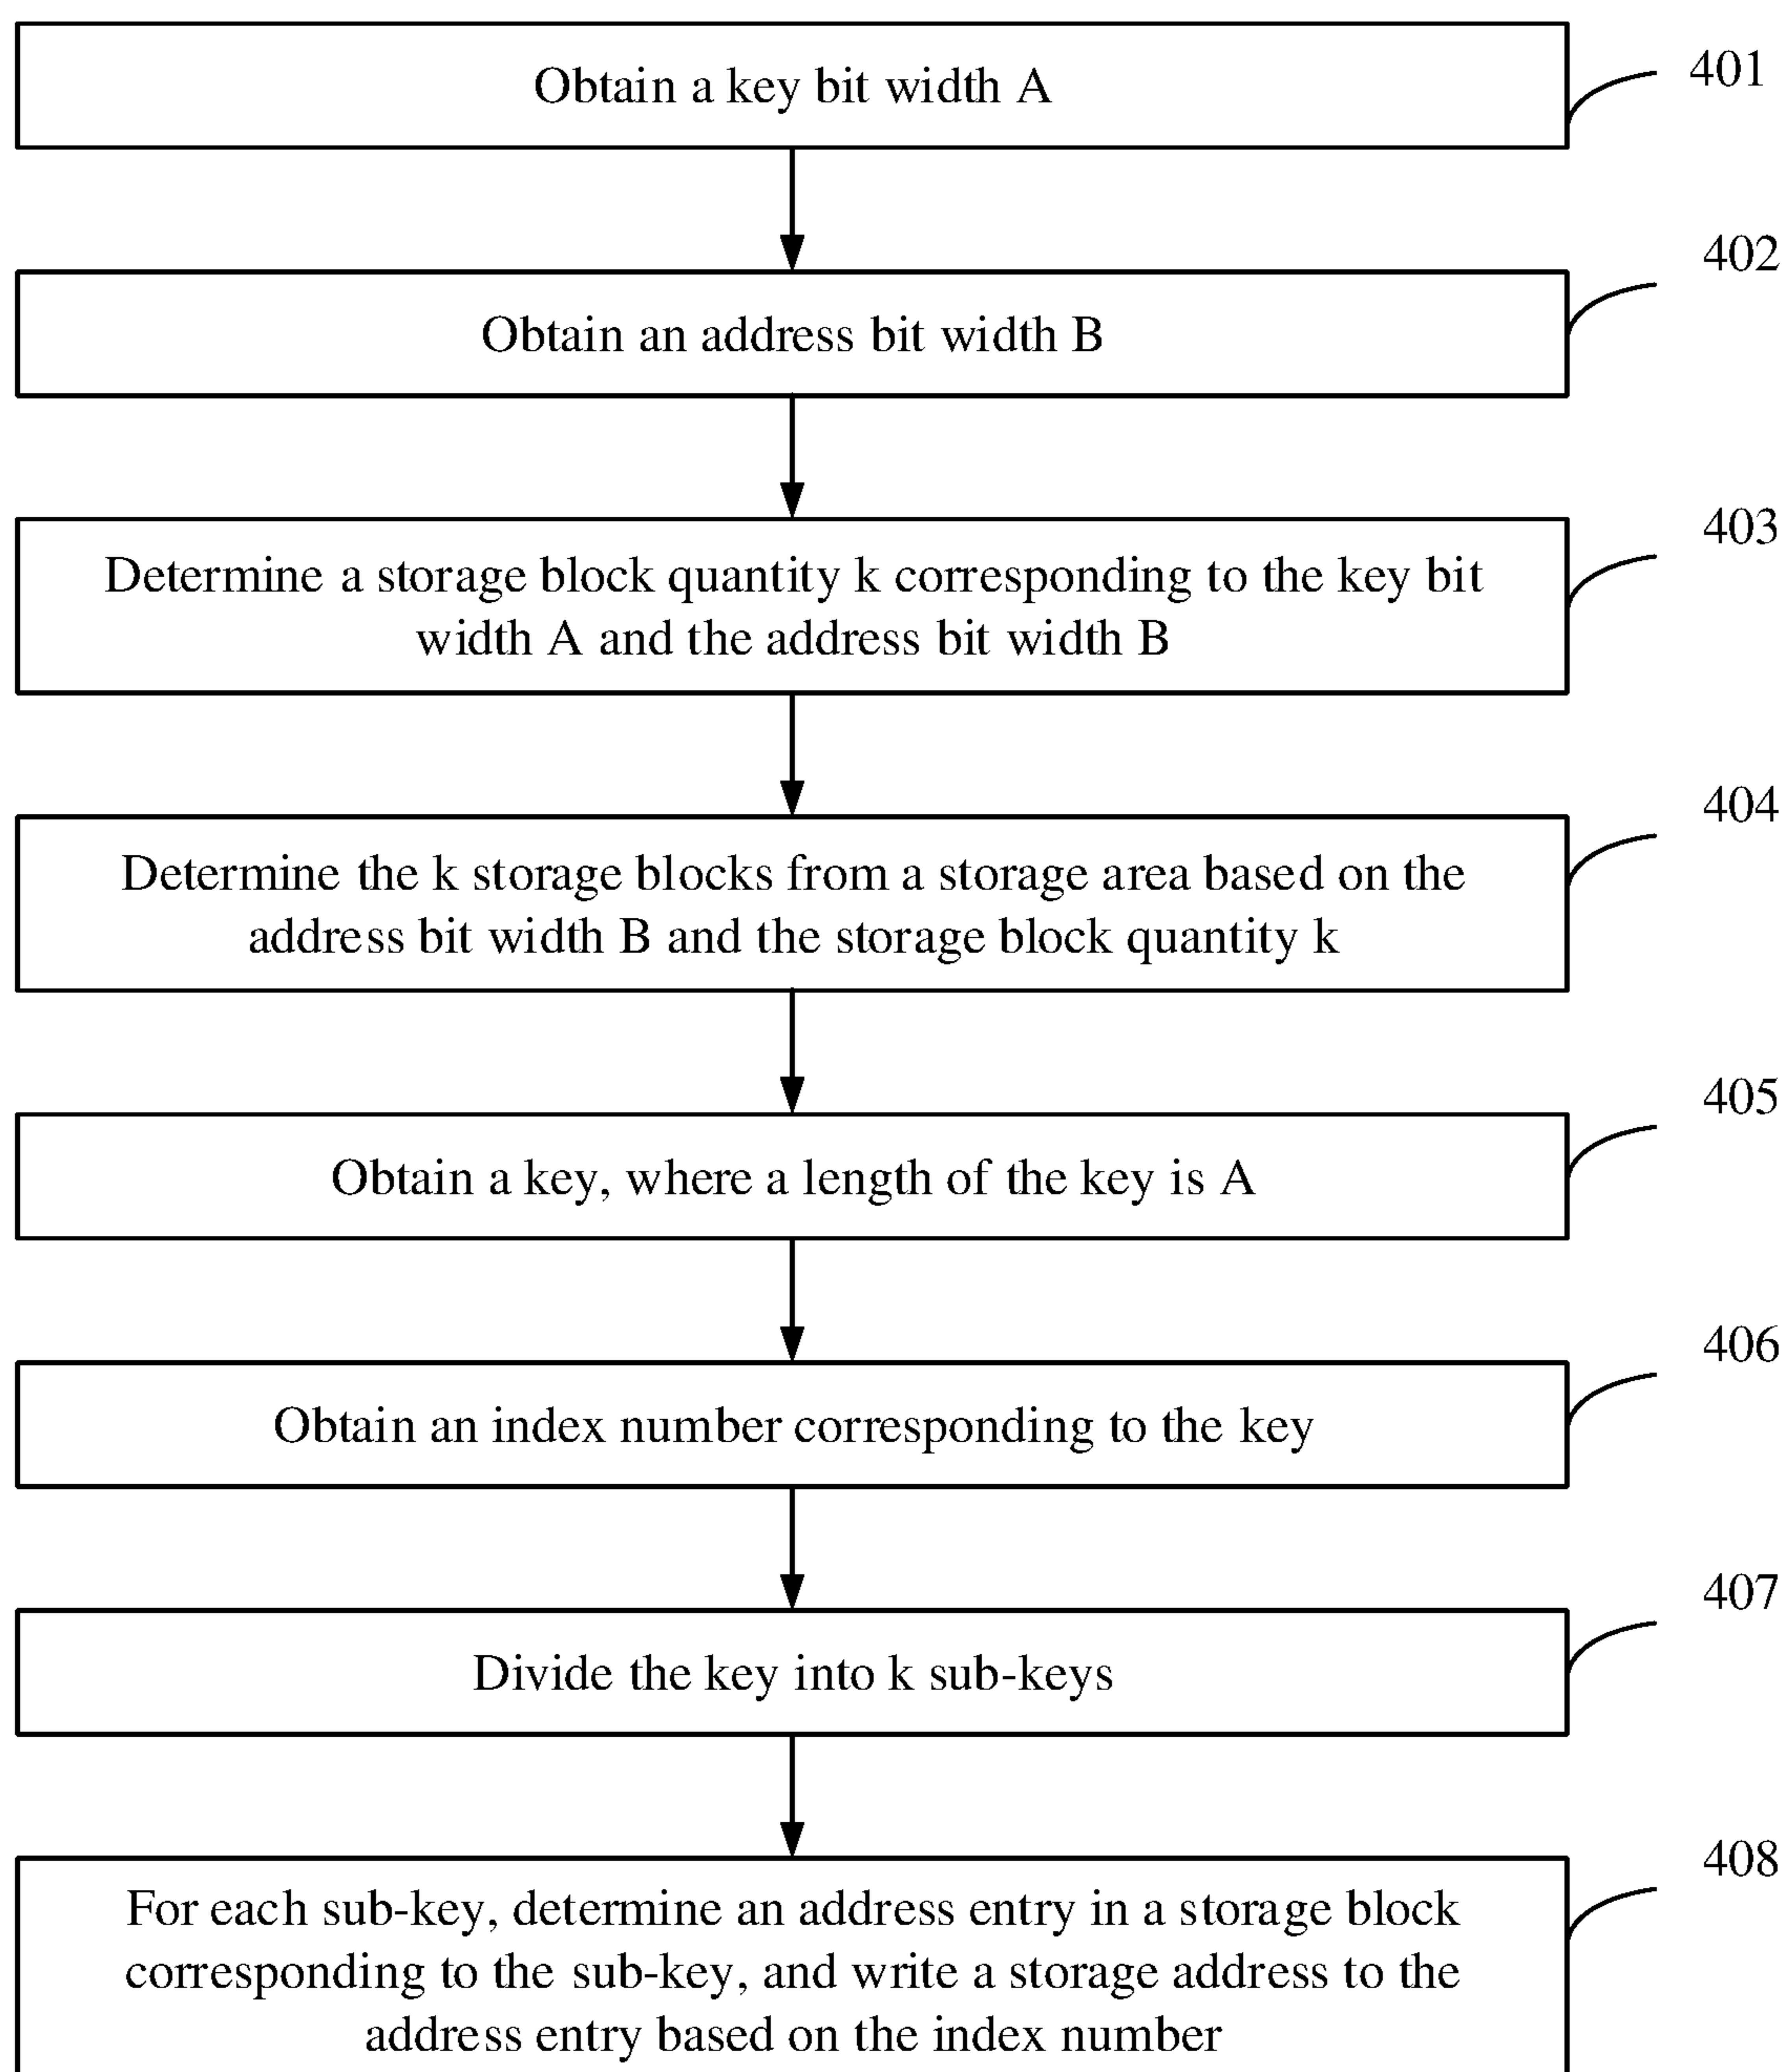 Obtain a key bit width A
401
402
Obtain an address bit width B
403
Determine a storage block quantity k corresponding to the key bit
width A and the address bit width B
404
Determine the k storage blocks from a storage area based on the
address bit width B and the storage block quantity k
405
Obtain a key, where a length of the key is A
406
Obtain an index number corresponding to the key
407
Divide the key into k sub-keys
408
For each sub-key, determine an address entry in a storage block
corresponding to the sub-key, and write a storage address to the
address entry based on the index number